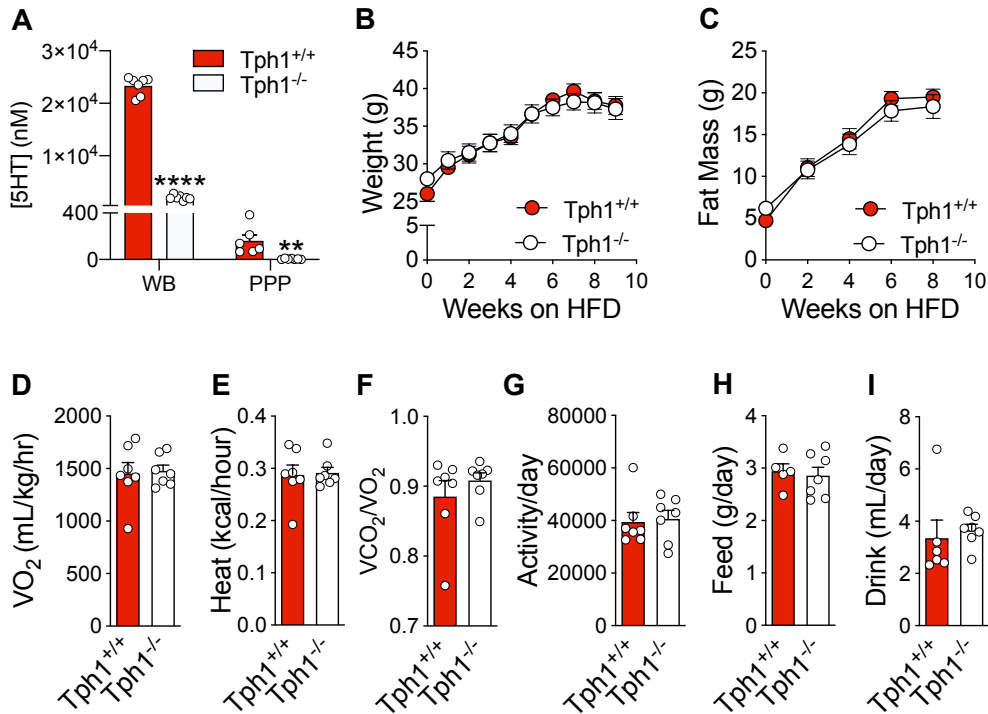 A
[5HT] (nM)
3×10⁴
2×10⁴
1×10⁴
400
0
Tph1+/+
Tph1-/-
****
**
WB
PPP
B
Weight (g)
45
40
35
30
25
5
0
Tph1+/+
Tph1-/-
0 2 4 6 8 10
Weeks on HFD
C
Fat Mass (g)
25
20
15
10
5
0
Tph1+/+
Tph1-/-
0 2 4 6 8 10
Weeks on HFD
D
VO₂ (mL/kg/hr)
2000
1500
1000
500
0
Tph1+/+
Tph1-/-
E
Heat (kcal/hour)
0.4
0.3
0.2
0.1
0.0
Tph1+/+
Tph1-/-
F
VCO₂/VO₂
1.0
0.9
0.8
0.7
Tph1+/+
Tph1-/-
G
Activity/day
80000
60000
40000
20000
0
Tph1+/+
Tph1-/-
H
Feed (g/day)
4
3
2
1
0
Tph1+/+
Tph1-/-
I
Drink (mL/day)
8
6
4
2
0
Tph1+/+
Tph1-/-